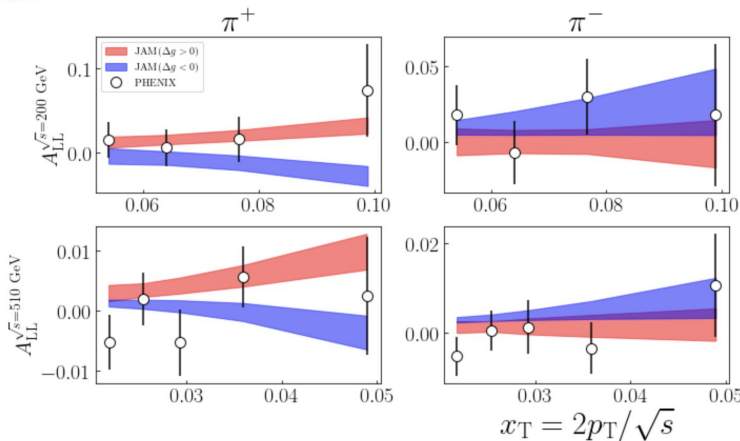 π+ π−
JAM(Δg > 0)
JAM(Δg < 0)
PHENIX
A_LL^√s=200 GeV
0.1
0.0
0.05
0.00
0.06 0.08 0.10
0.06 0.08 0.10
A_LL^√s=510 GeV
0.01
0.00
−0.01
0.02
0.00
0.03 0.04 0.05
0.03 0.04 0.05
x_T = 2p_T/√s